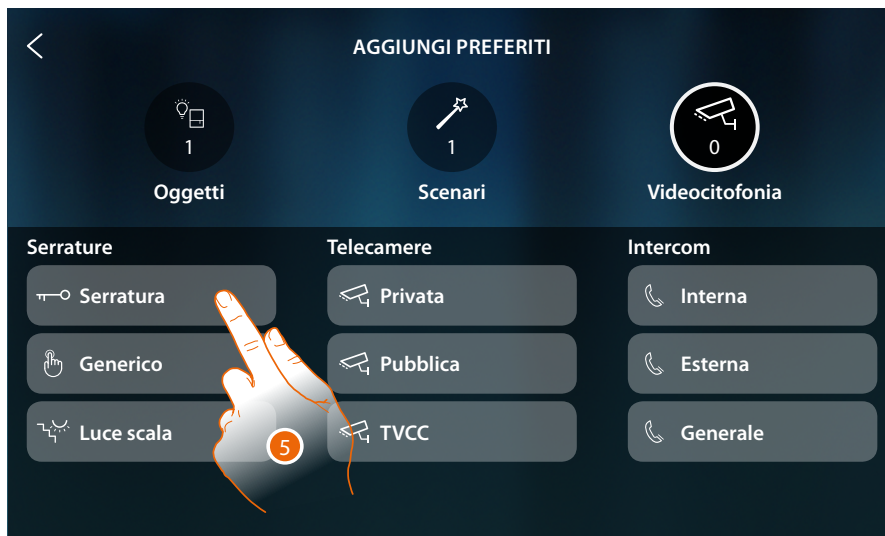 AGGIUNGI PREFERITI
1
1
0
Oggetti
Scenari
Videocitofonia
Serrature
Telecamere
Intercom
Serratura
Privata
Interna
Generico
Pubblica
Esterna
Luce scala
5
TVCC
Generale